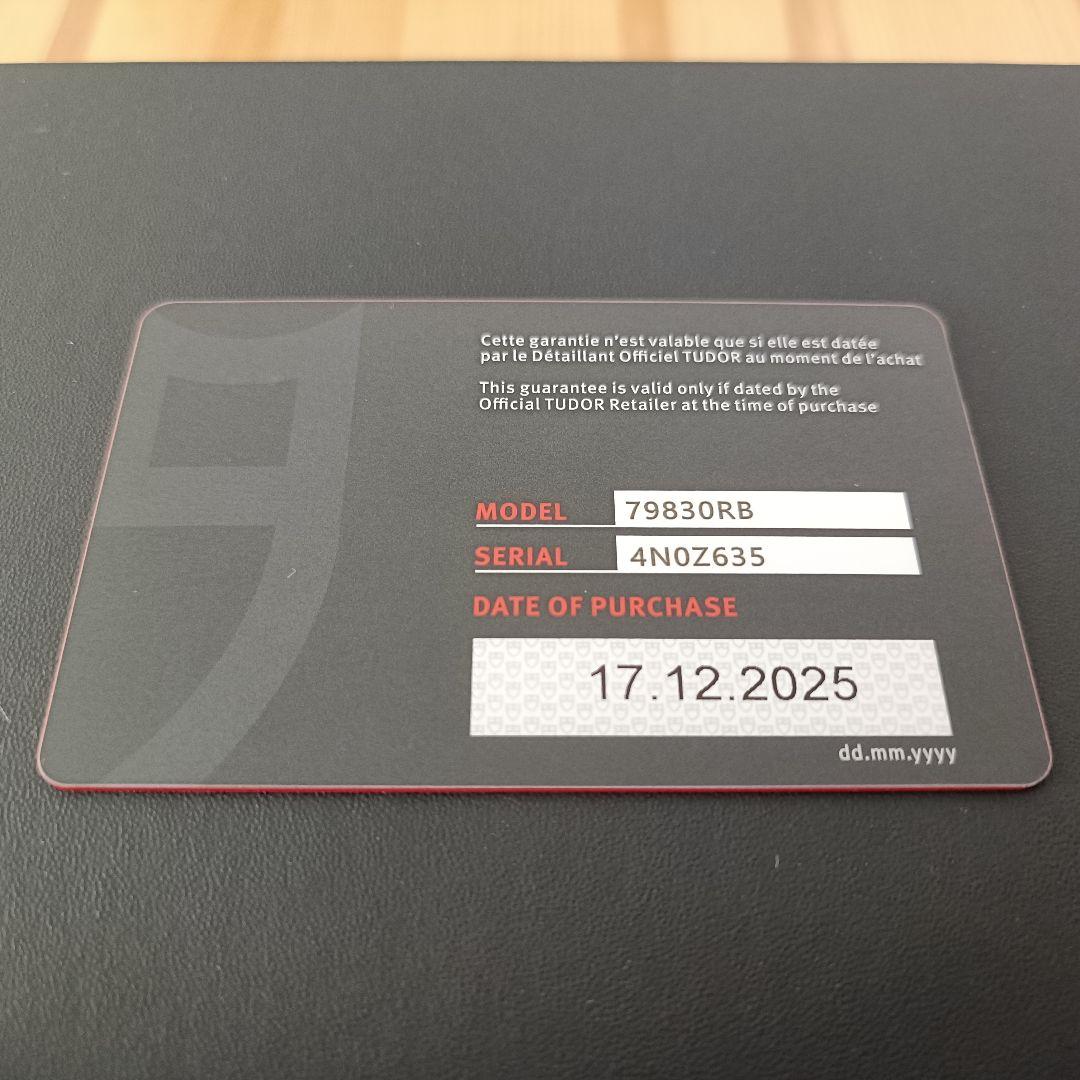 Cette garantie n'est valable que si elle est datée
par le Détaillant Officiel TUDOR au moment de l'achat
This guarantee is valid only if dated by the
Official TUDOR Retailer at the time of purchase
MODEL 79830RB
SERIAL 4N0Z635
DATE OF PURCHASE
17.12.2025
dd.mm.yyyy